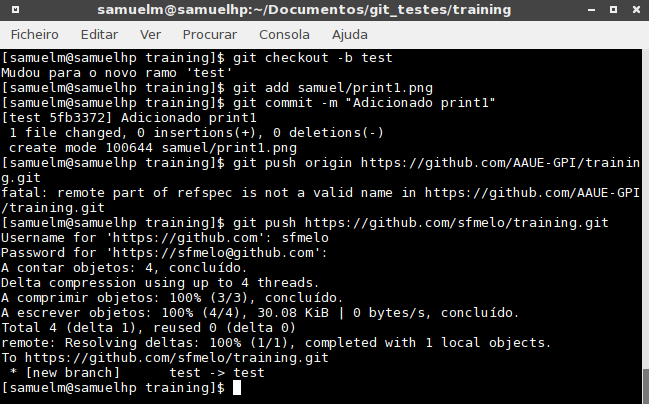 samuelm@samuelhp:~/Documentos/git_testes/training
Ficheiro Editar Ver Procurar Consola Ajuda
[samuelm@samuelhp training]$ git checkout -b test
Mudou para o novo ramo 'test'
[samuelm@samuelhp training]$ git add samuel/print1.png
[samuelm@samuelhp training]$ git commit -m "Adicionado print1"
[test 5fb3372] Adicionado print1
 1 file changed, 0 insertions(+), 0 deletions(-)
 create mode 100644 samuel/print1.png
[samuelm@samuelhp training]$ git push origin https://github.com/AAUE-GPI/trainin
g.git
fatal: remote part of refspec is not a valid name in https://github.com/AAUE-GPI
/training.git
[samuelm@samuelhp training]$ git push https://github.com/sfmelo/training.git
Username for 'https://github.com': sfmelo
Password for 'https://sfmelo@github.com':
A contar objetos: 4, concluído.
Delta compression using up to 4 threads.
A comprimir objetos: 100% (3/3), concluído.
A escrever objetos: 100% (4/4), 30.08 KiB | 0 bytes/s, concluído.
Total 4 (delta 1), reused 0 (delta 0)
remote: Resolving deltas: 100% (1/1), completed with 1 local objects.
To https://github.com/sfmelo/training.git
 * [new branch]      test -> test
[samuelm@samuelhp training]$